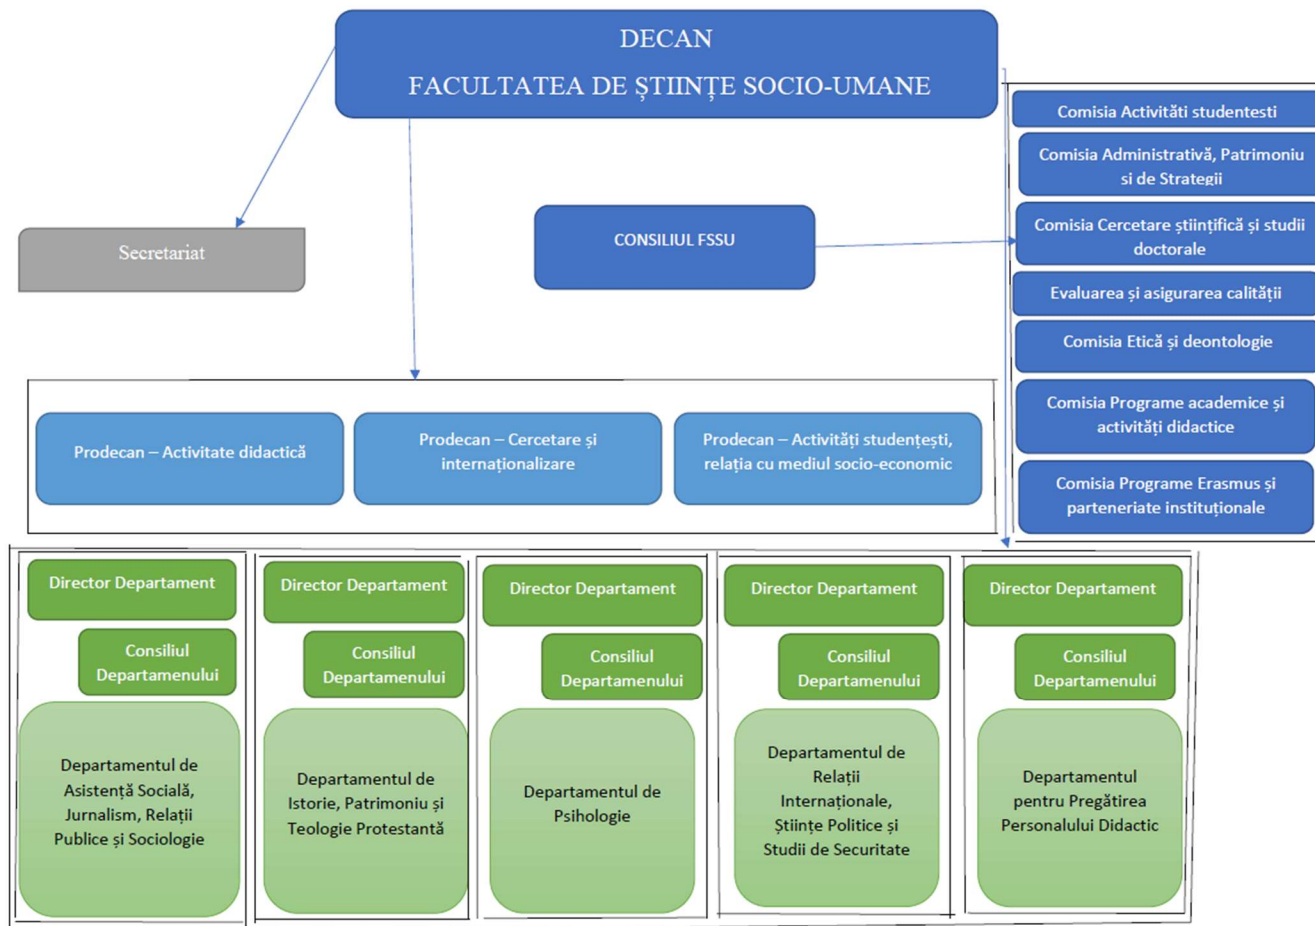 DECAN
FACULTATEA DE ȘTIINȚE SOCIO-UMANE
Comisia Activităti studentesti
Comisia Administrativă, Patrimoniu
si de Strategii
Comisia Cercetare științifică și studii
doctorale
Evaluarea și asigurarea calității
Comisia Etică și deontologie
Comisia Programe academice și
activități didactice
Comisia Programe Erasmus și
parteneriate instituționale
CONSILIUL FSSU
Secretariat
Prodecan – Activitate didactică
Prodecan – Cercetare și
internaționalizare
Prodecan – Activități studențești,
relația cu mediul socio-economic
Director Departament
Consiliul
Departamenului
Departamentul de
Asistență Socială,
Jurnalism, Relații
Publice și Sociologie
Director Departament
Consiliul
Departamenului
Departamentul de
Istorie, Patrimoniu și
Teologie Protestantă
Director Departament
Consiliul
Departamenului
Departamentul de
Psihologie
Director Departament
Consiliul
Departamenului
Departamentul de
Relații
Internaționale,
Științe Politice și
Studii de Securitate
Director Departament
Consiliul
Departamenului
Departamentul
pentru Pregătirea
Personalului Didactic